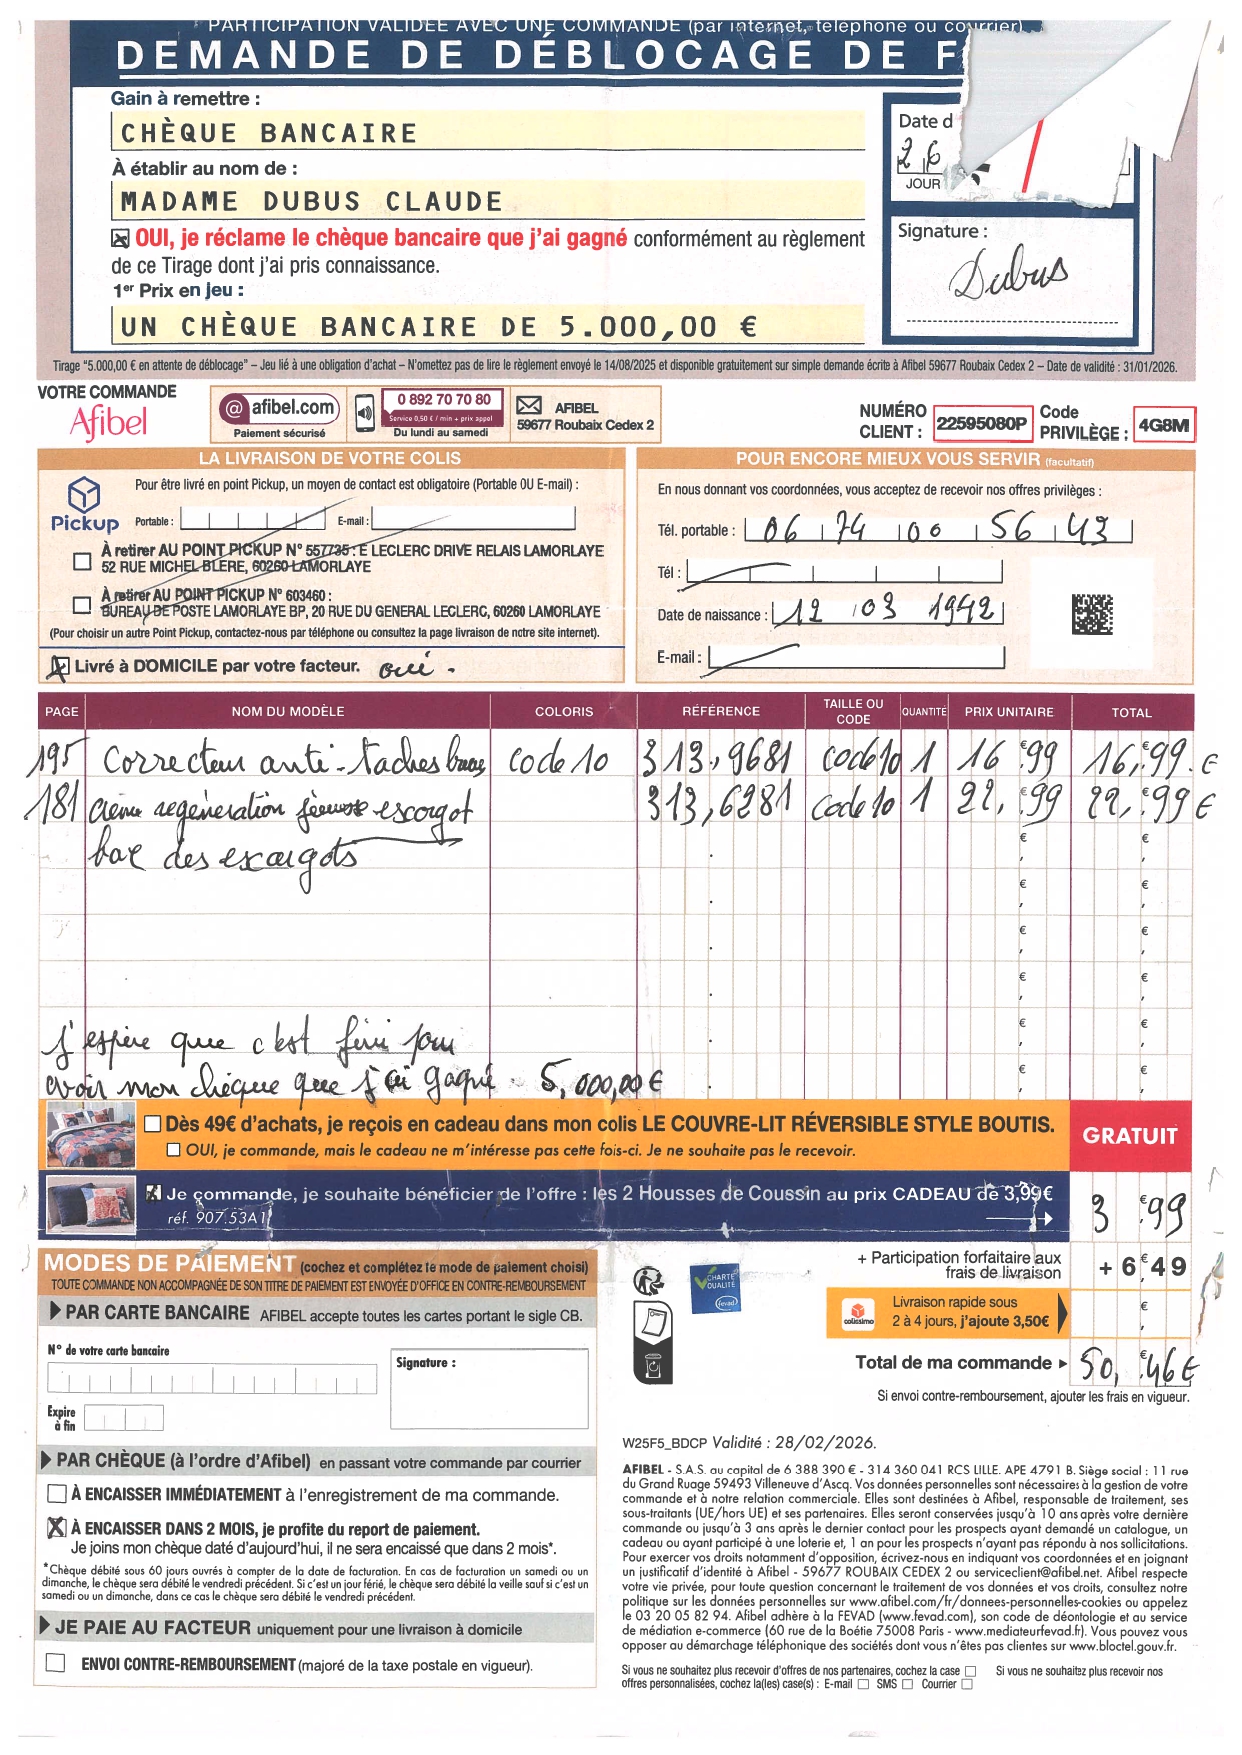 PARTICIPATION VALIDÉE AVEC UNE COMMANDE (par internet, téléphone ou courrier)
DEMANDE DE DÉBLOCAGE DE F
Gain à remettre :
CHÈQUE BANCAIRE
À établir au nom de :
MADAME DUBUS CLAUDE
OUI, je réclame le chèque bancaire que j'ai gagné conformément au règlement
de ce Tirage dont j'ai pris connaissance.
1er Prix en jeu :
UN CHÈQUE BANCAIRE DE 5.000,00 €
Date d
26
JOUR
Signature :
Dubus
Tirage "5.000,00 € en attente de déblocage" – Jeu lié à une obligation d'achat – N'omettez pas de lire le règlement envoyé le 14/08/2025 et disponible gratuitement sur simple demande écrite à Afibel 59677 Roubaix Cedex 2 – Date de validité : 31/01/2026.
VOTRE COMMANDE
Afibel
@ afibel.com
Paiement sécurisé
0 892 70 70 80
Service 0,50 € / min + prix appel
Du lundi au samedi
AFIBEL
59677 Roubaix Cedex 2
NUMÉRO CLIENT : 22595080P
Code PRIVILÈGE : 4G8M
LA LIVRAISON DE VOTRE COLIS
Pickup
Pour être livré en point Pickup, un moyen de contact est obligatoire (Portable OU E-mail) :
Portable : E-mail :
À retirer AU POINT PICKUP N° 557735 : E LECLERC DRIVE RELAIS LAMORLAYE
52 RUE MICHEL BLERE, 60260 LAMORLAYE
À retirer AU POINT PICKUP N° 603460 :
BUREAU DE POSTE LAMORLAYE BP, 20 RUE DU GENERAL LECLERC, 60260 LAMORLAYE
(Pour choisir un autre Point Pickup, contactez-nous par téléphone ou consultez la page livraison de notre site internet).
Livré à DOMICILE par votre facteur. oui .
POUR ENCORE MIEUX VOUS SERVIR (facultatif)
En nous donnant vos coordonnées, vous acceptez de recevoir nos offres privilèges :
Tél. portable : 06 74 00 56 43
Tél :
Date de naissance : 12 03 1942
E-mail :
PAGE NOM DU MODÈLE COLORIS RÉFÉRENCE TAILLE OU CODE QUANTITÉ PRIX UNITAIRE TOTAL
195 Correcteur anti-taches code 10 313.9681 code 10 1 16,€99 16,€99 €
181 Crème regèneration escargot 313,6281 code 10 1 22,€99 22,€99 €
bave des escargots
j'espère que c'est fini pour
avoir mon chèque que j'ai gagné 5,000,00 €
Dès 49€ d'achats, je reçois en cadeau dans mon colis LE COUVRE-LIT RÉVERSIBLE STYLE BOUTIS.
OUI, je commande, mais le cadeau ne m'intéresse pas cette fois-ci. Je ne souhaite pas le recevoir.
GRATUIT
Je commande, je souhaite bénéficier de l'offre : les 2 Housses de Coussin au prix CADEAU de 3,99€
réf. 907.53A1
3 €,99
MODES DE PAIEMENT (cochez et complétez le mode de paiement choisi)
TOUTE COMMANDE NON ACCOMPAGNÉE DE SON TITRE DE PAIEMENT EST ENVOYÉE D'OFFICE EN CONTRE-REMBOURSEMENT
PAR CARTE BANCAIRE AFIBEL accepte toutes les cartes portant le sigle CB.
N° de votre carte bancaire
Signature :
Expire à fin
CHARTE QUALITÉ
fevad
+ Participation forfaitaire aux
frais de livraison
+ 6,€49
colissimo
Livraison rapide sous
2 à 4 jours, j'ajoute 3,50€
Total de ma commande 50,€46 €
Si envoi contre-remboursement, ajouter les frais en vigueur.
PAR CHÈQUE (à l'ordre d'Afibel) en passant votre commande par courrier
À ENCAISSER IMMÉDIATEMENT à l'enregistrement de ma commande.
À ENCAISSER DANS 2 MOIS, je profite du report de paiement.
Je joins mon chèque daté d'aujourd'hui, il ne sera encaissé que dans 2 mois*.
*Chèque débité sous 60 jours ouvrés à compter de la date de facturation. En cas de facturation un samedi ou un
dimanche, le chèque sera débité le vendredi précédent. Si c'est un jour férié, le chèque sera débité la veille sauf si c'est un
samedi ou un dimanche, dans ce cas le chèque sera débité le vendredi précédent.
JE PAIE AU FACTEUR uniquement pour une livraison à domicile
ENVOI CONTRE-REMBOURSEMENT (majoré de la taxe postale en vigueur).
W25F5_BDCP Validité : 28/02/2026.
AFIBEL - S.A.S. au capital de 6 388 390 € - 314 360 041 RCS LILLE. APE 4791 B. Siège social : 11 rue
du Grand Ruage 59493 Villeneuve d'Ascq. Vos données personnelles sont nécessaires à la gestion de votre
commande et à notre relation commerciale. Elles sont destinées à Afibel, responsable de traitement, ses
sous-traitants (UE/hors UE) et ses partenaires. Elles seront conservées jusqu'à 10 ans après votre dernière
commande ou jusqu'à 3 ans après le dernier contact pour les prospects ayant demandé un catalogue, un
cadeau ou ayant participé à une loterie et, 1 an pour les prospects n'ayant pas répondu à nos sollicitations.
Pour exercer vos droits notamment d'opposition, écrivez-nous en indiquant vos coordonnées et en joignant
un justificatif d'identité à Afibel - 59677 ROUBAIX CEDEX 2 ou serviceclient@afibel.net. Afibel respecte
votre vie privée, pour toute question concernant le traitement de vos données et vos droits, consultez notre
politique sur les données personnelles sur www.afibel.com/fr/donnees-personnelles-cookies ou appelez
le 03 20 05 82 94. Afibel adhère à la FEVAD (www.fevad.com), son code de déontologie et au service
de médiation e-commerce (60 rue de la Boétie 75008 Paris - www.mediateurfevad.fr). Vous pouvez vous
opposer au démarchage téléphonique des sociétés dont vous n'êtes pas clientes sur www.bloctel.gouv.fr.
Si vous ne souhaitez plus recevoir d'offres de nos partenaires, cochez la case Si vous ne souhaitez plus recevoir nos
offres personnalisées, cochez la(les) case(s) : E-mail SMS Courrier